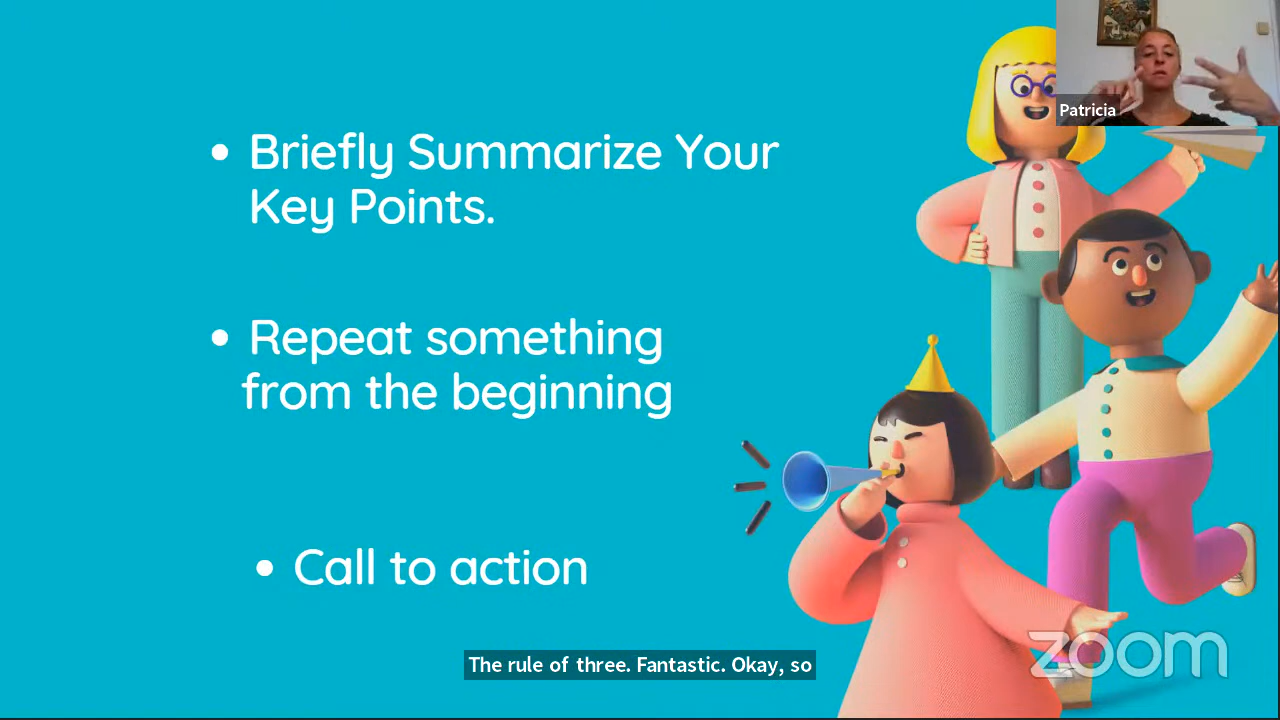 Patricia
• Briefly Summarize Your
Key Points.
• Repeat something
from the beginning
• Call to action
The rule of three. Fantastic. Okay, so
zoom